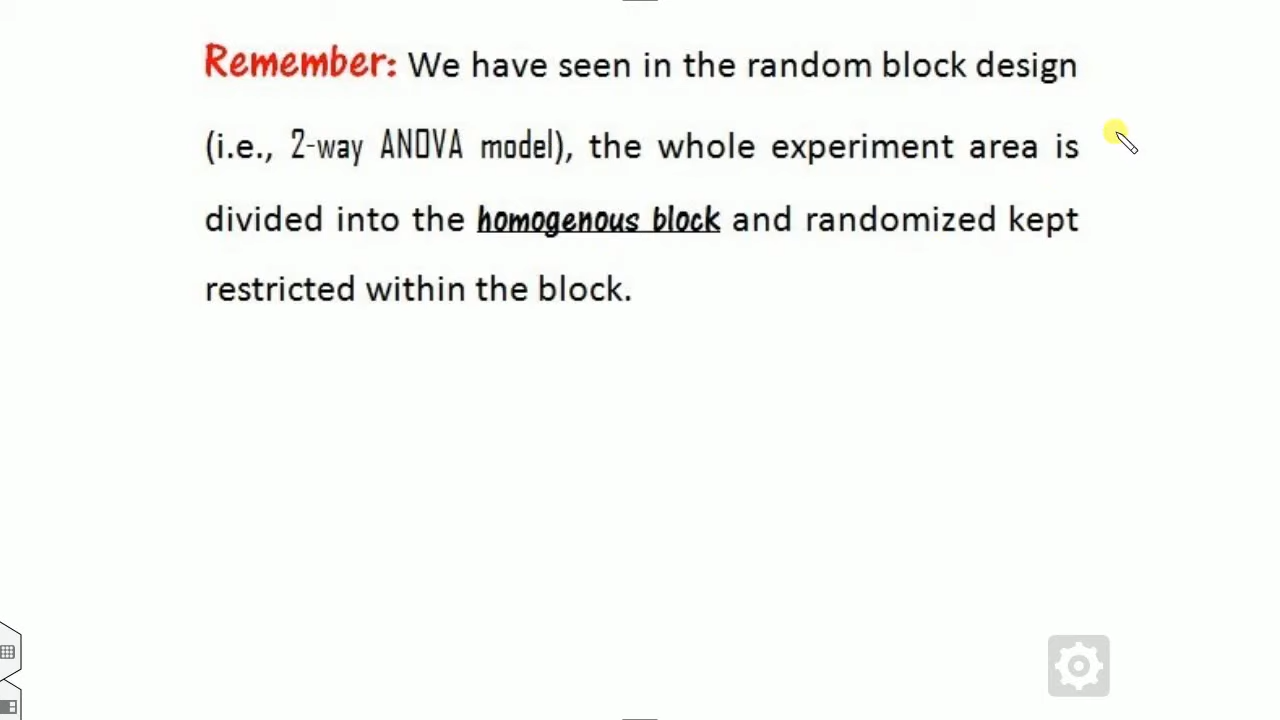 Remember: We have seen in the random block design
(i.e., 2-way ANOVA model), the whole experiment area is
divided into the homogenous block and randomized kept
restricted within the block.